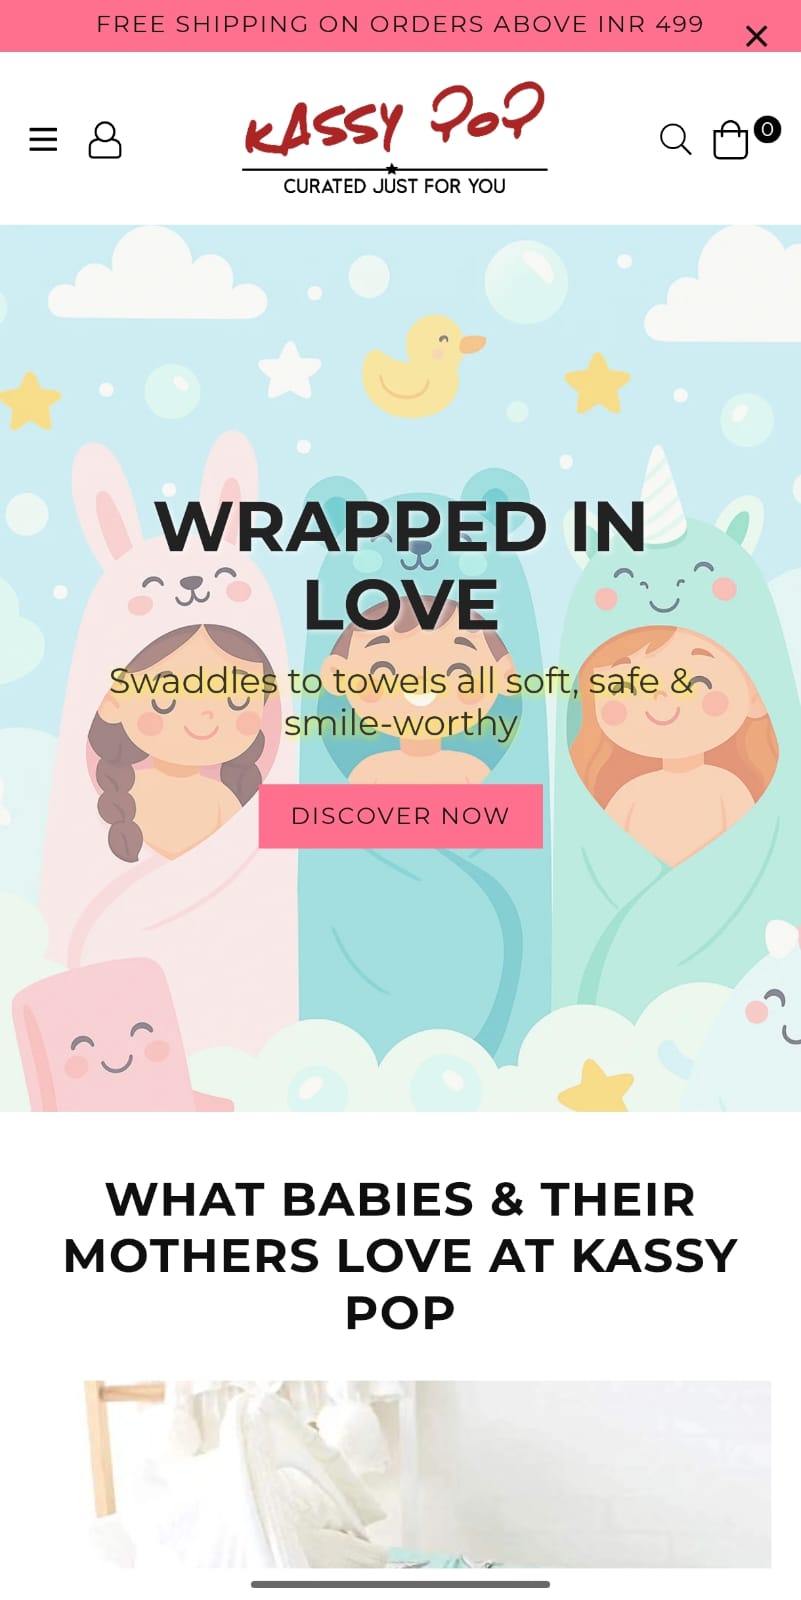 FREE SHIPPING ON ORDERS ABOVE INR 499
KASSY POP
0
CURATED JUST FOR YOU
WRAPPED IN
LOVE
Swaddles to towels all soft, safe &
smile-worthy
DISCOVER NOW
WHAT BABIES & THEIR
MOTHERS LOVE AT KASSY
POP